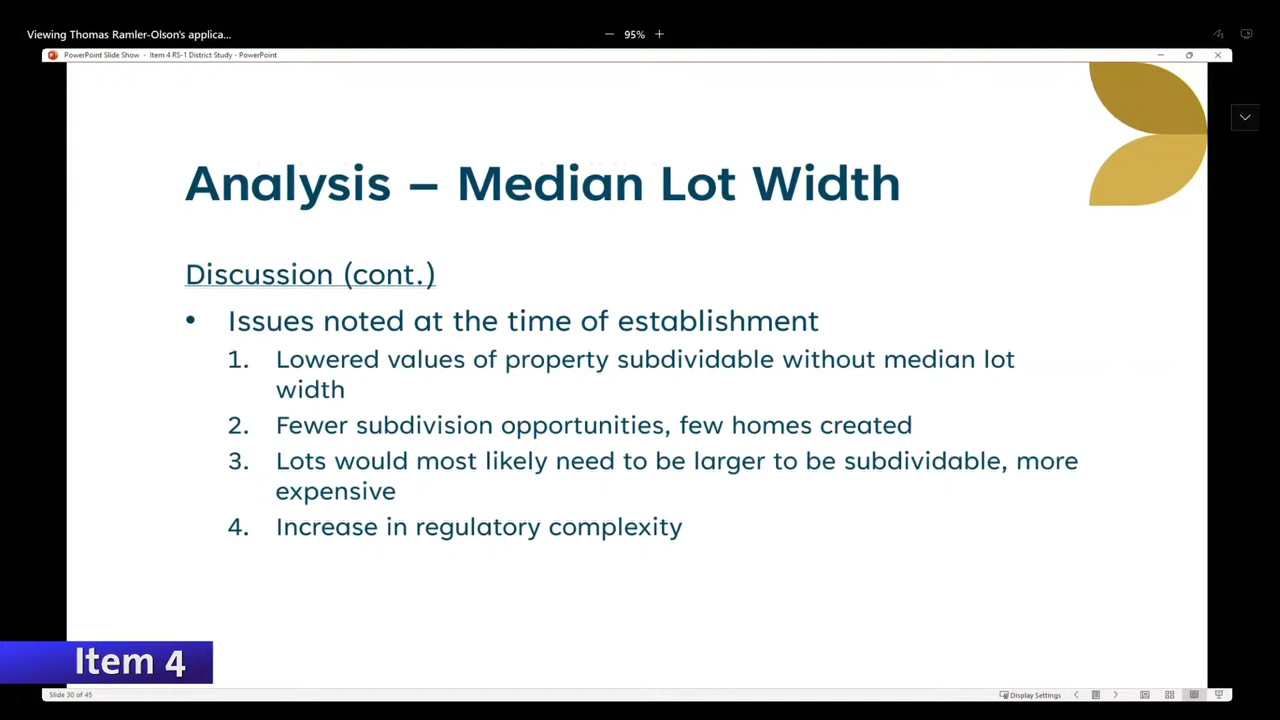 Viewing Thomas Ramler-Olson's applica...
95%
PowerPoint Slide Show - Item 4 RS-1 District Study - PowerPoint
Analysis – Median Lot Width
Discussion (cont.)
• Issues noted at the time of establishment
1. Lowered values of property subdividable without median lot
width
2. Fewer subdivision opportunities, few homes created
3. Lots would most likely need to be larger to be subdividable, more
expensive
4. Increase in regulatory complexity
Item 4
Slide 30 of 45
Display Settings